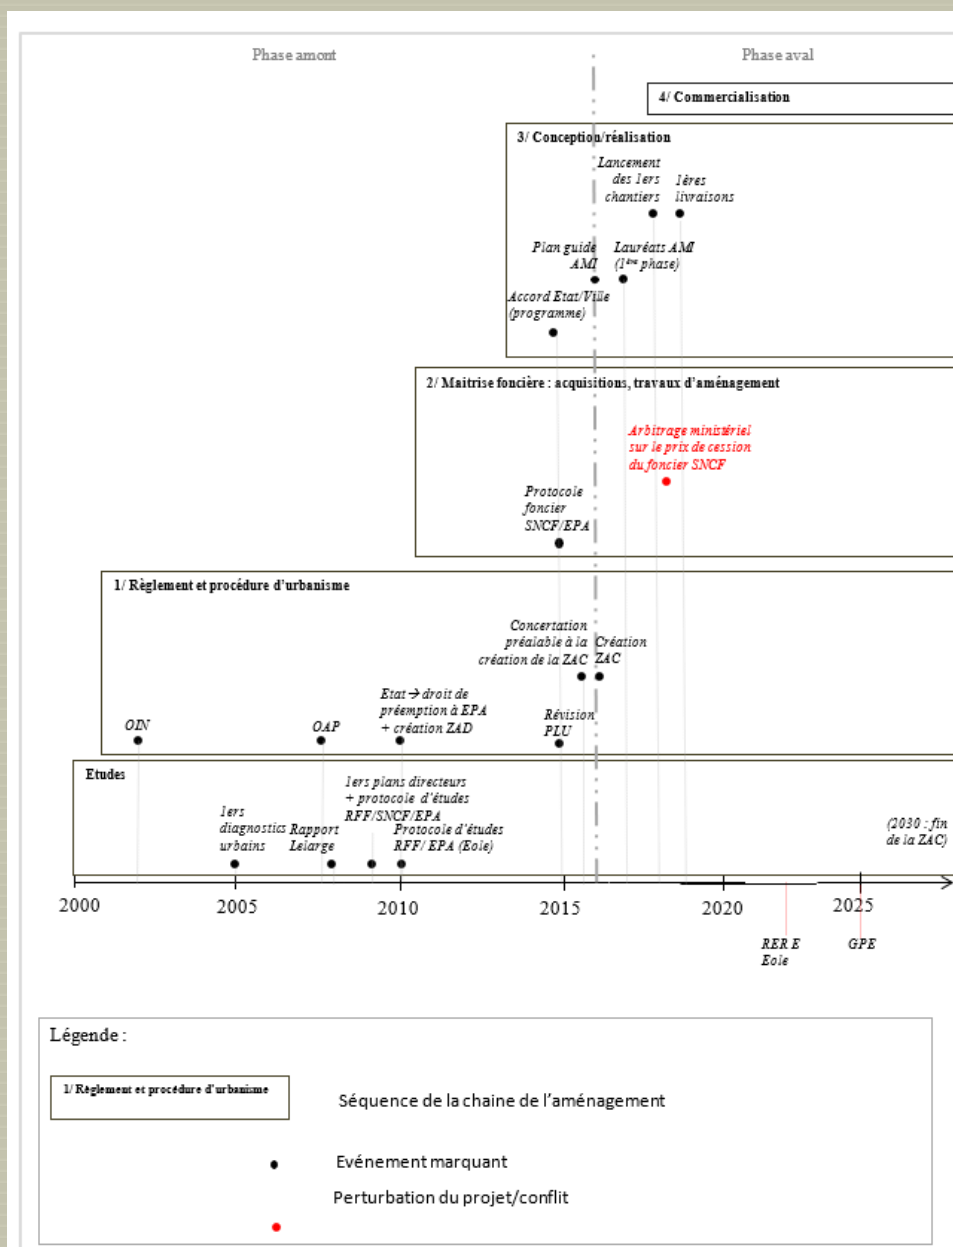 Phase amont
Phase aval
4/ Commercialisation
3/ Conception/réalisation
Lancement
des 1ers
chantiers
1ères
livraisons
Plan guide
AMI
Lauréats AMI
(1ère phase)
Accord Etat/Ville
(programme)
2/ Maitrise foncière : acquisitions, travaux d'aménagement
Arbitrage ministériel
sur le prix de cession
du foncier SNCF
Protocole
foncier
SNCF/EPA
1/ Règlement et procédure d'urbanisme
Concertation
préalable à la
création de la ZAC
Création
ZAC
Etat → droit de
préemption à EPA
+ création ZAD
OIN
OAP
Révision
PLU
Etudes
1ers plans directeurs
+ protocole d'études
RFF/SNCF/EPA
1ers
diagnostics
urbains
Rapport
Lelarge
Protocole d'études
RFF/ EPA (Eole)
(2030 : fin
de la ZAC)
2000
2005
2010
2015
2020
2025
RER E
Eole
GPE
Légende :
1/ Règlement et procédure d'urbanisme
Séquence de la chaine de l'aménagement
Evénement marquant
Perturbation du projet/conflit